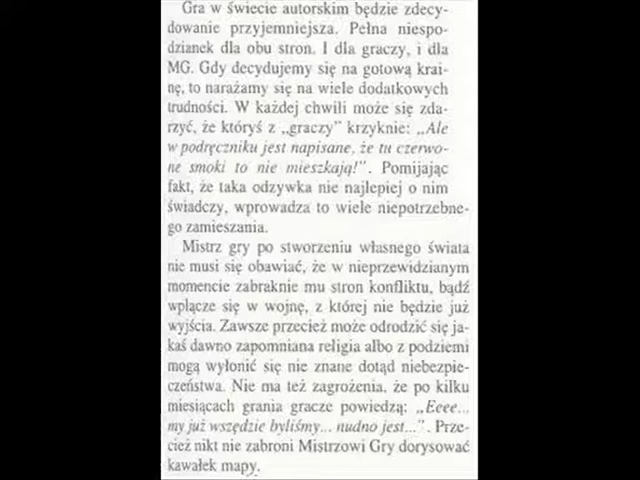 Gra w świecie autorskim będzie zdecy-
dowanie przyjemniejsza. Pełna niespo-
dzianek dla obu stron. I dla graczy, i dla
MG. Gdy decydujemy się na gotową krai-
nę, to narażamy się na wiele dodatkowych
trudności. W każdej chwili może się zda-
rzyć, że któryś z „graczy” krzyknie: „Ale
w podręczniku jest napisane, że tu czerwo-
ne smoki to nie mieszkają!”. Pomijając
fakt, że taka odzywka nie najlepiej o nim
świadczy, wprowadza to wiele niepotrzebne-
go zamieszania.
Mistrz gry po stworzeniu własnego świata
nie musi się obawiać, że w nieprzewidzianym
momencie zabraknie mu stron konfliktu, bądź
wplącze się w wojnę, z której nie będzie już
wyjścia. Zawsze przecież może odrodzić się ja-
kaś dawno zapomniana religia albo z podziemi
mogą wyłonić się nie znane dotąd niebezpie-
czeństwa. Nie ma też zagrożenia, że po kilku
miesiącach grania gracze powiedzą: „Eeee...
my już wszędzie byliśmy... nudno jest...”. Prze-
cież nikt nie zabroni Mistrzowi Gry dorysować
kawałek mapy.